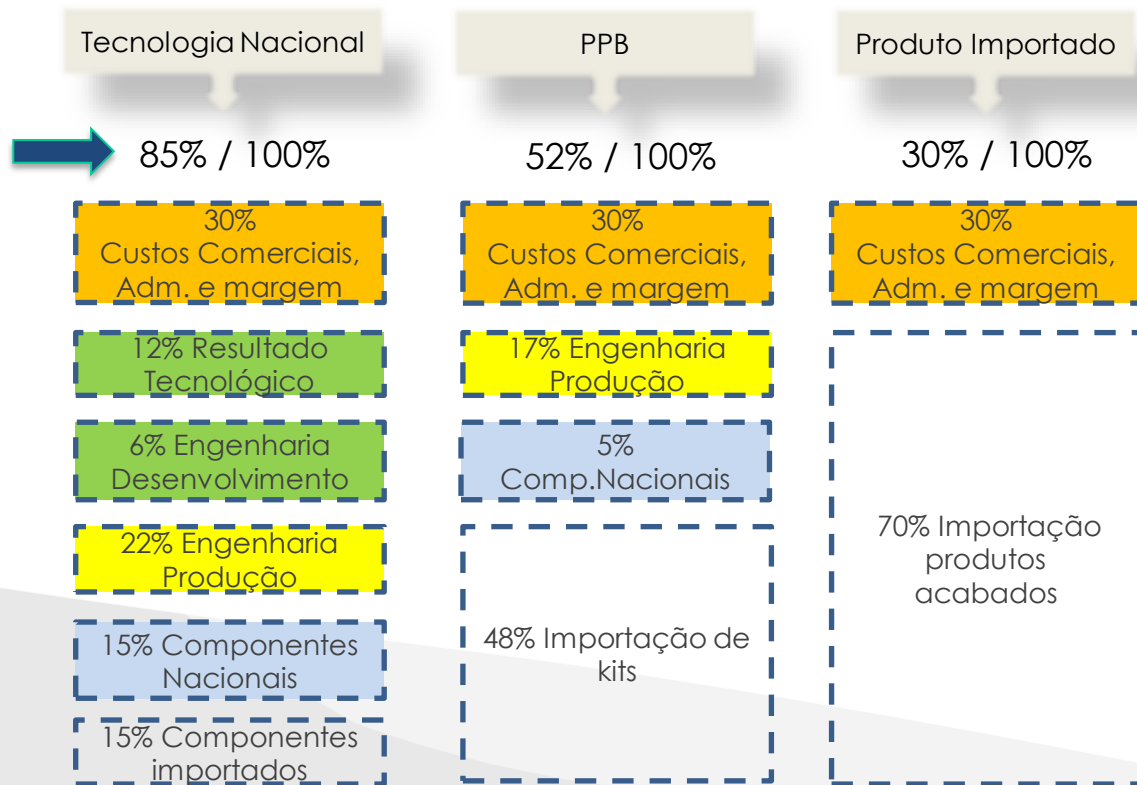 Tecnologia Nacional
85% / 100%
30%
Custos Comerciais,
Adm. e margem
12% Resultado
Tecnológico
6% Engenharia
Desenvolvimento
22% Engenharia
Produção
15% Componentes
Nacionais
15% Componentes
importados
PPB
52% / 100%
30%
Custos Comerciais,
Adm. e margem
17% Engenharia
Produção
5%
Comp.Nacionais
48% Importação de
kits
Produto Importado
30% / 100%
30%
Custos Comerciais,
Adm. e margem
70% Importação
produtos
acabados